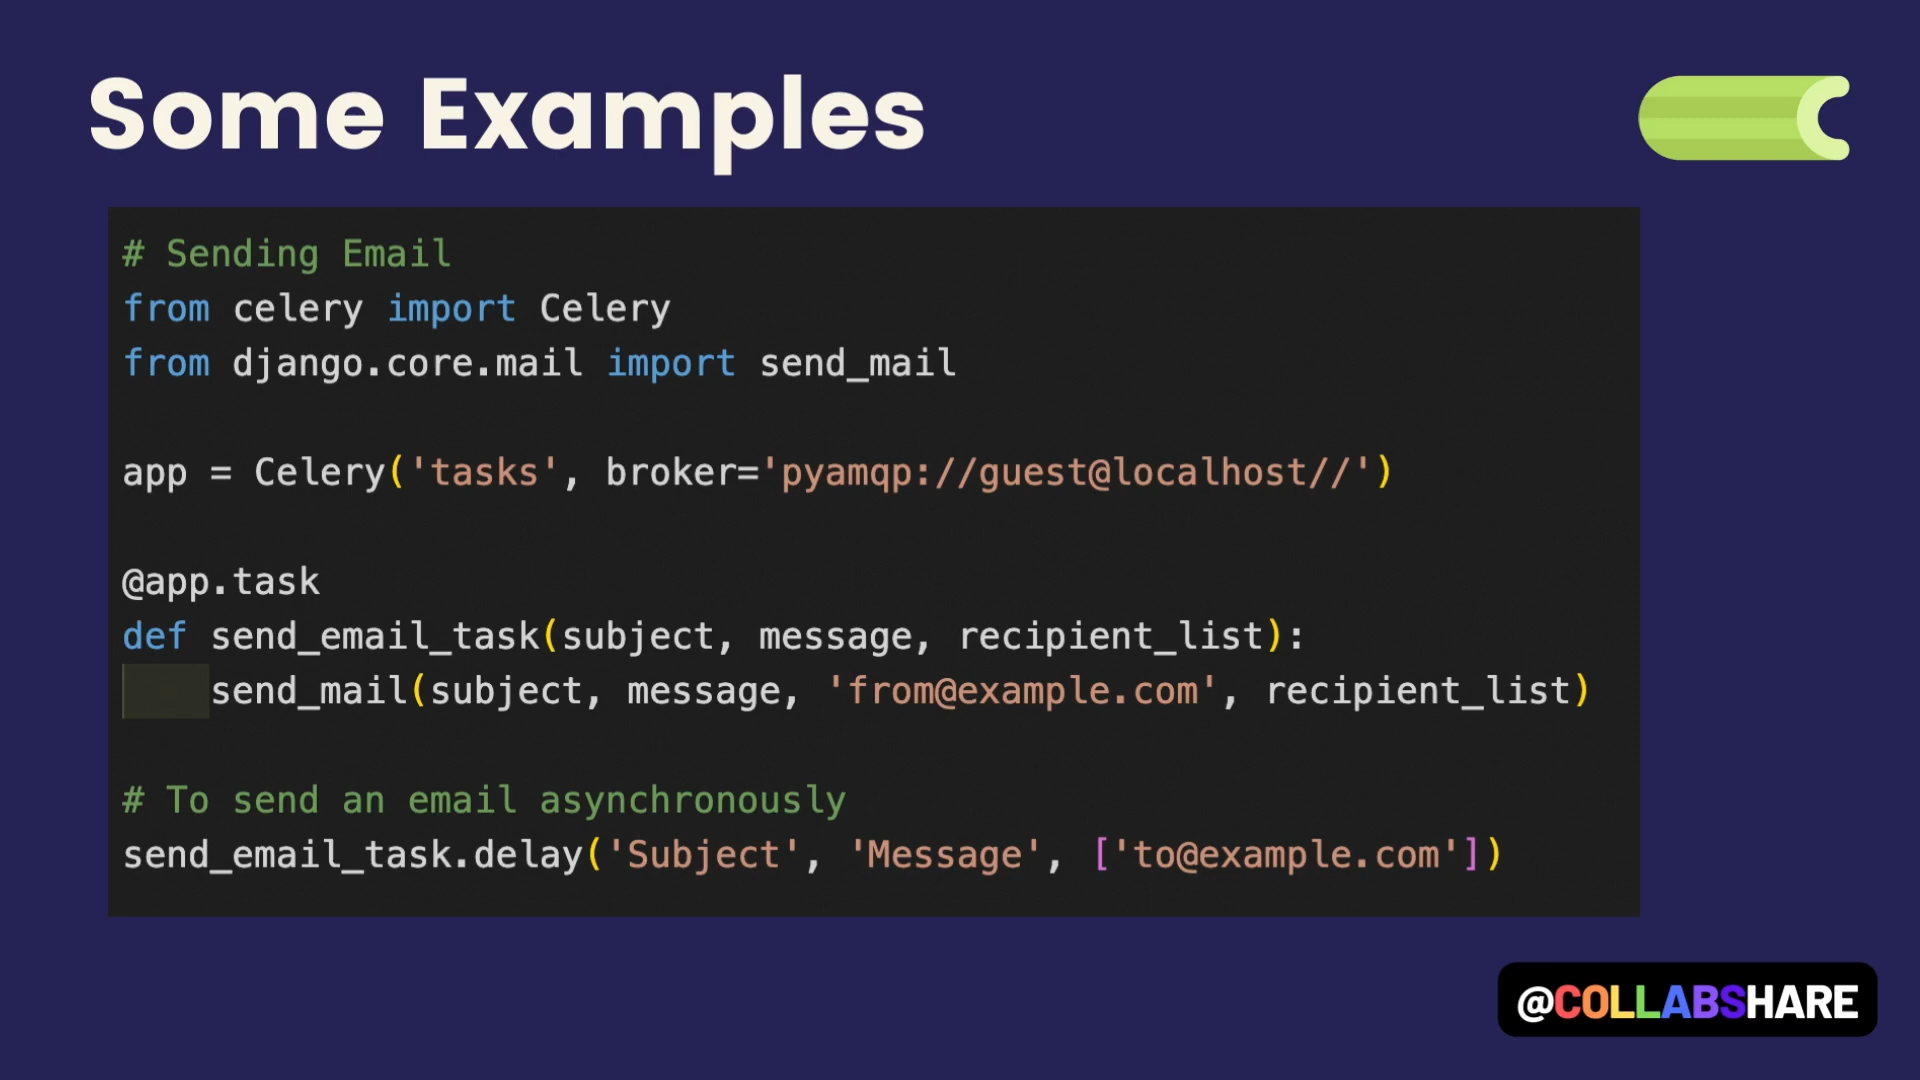 Some Examples
# Sending Email
from celery import Celery
from django.core.mail import send_mail
app = Celery('tasks', broker='pyamqp://guest@localhost//')
@app.task
def send_email_task(subject, message, recipient_list):
    send_mail(subject, message, 'from@example.com', recipient_list)
# To send an email asynchronously
send_email_task.delay('Subject', 'Message', ['to@example.com'])
@COLLABSHARE